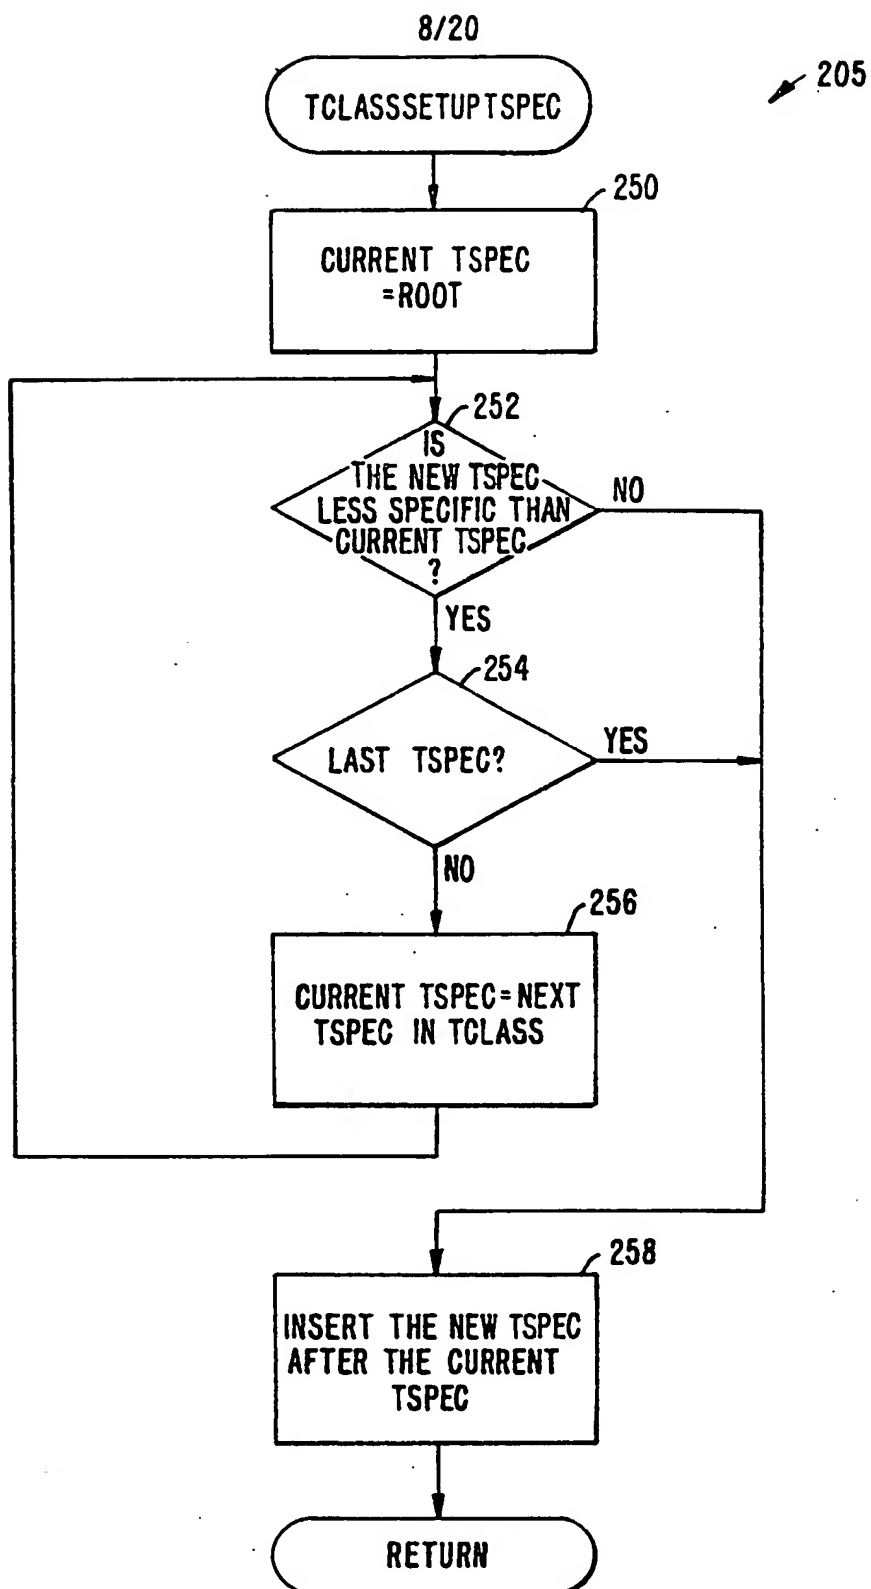 8/20
205
TCLASSSETUPTSPEC
250
CURRENT TSPEC
=ROOT
252
IS
THE NEW TSPEC
LESS SPECIFIC THAN
CURRENT TSPEC
?
NO
YES
254
LAST TSPEC?
YES
NO
256
CURRENT TSPEC=NEXT
TSPEC IN TCLASS
258
INSERT THE NEW TSPEC
AFTER THE CURRENT
TSPEC
RETURN